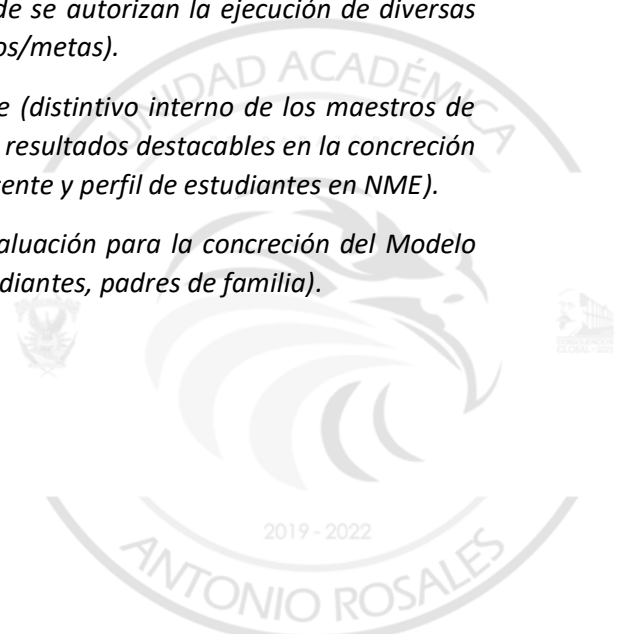 de se autorizan la ejecución de diversas
os/metas).
e (distintivo interno de los maestros de
resultados destacables en la concreción
ente y perfil de estudiantes en NME).
aluación para la concreción del Modelo
diantes, padres de familia).
UNIDAD ACADÉMICA
2019 - 2022
ANTONIO ROSALES